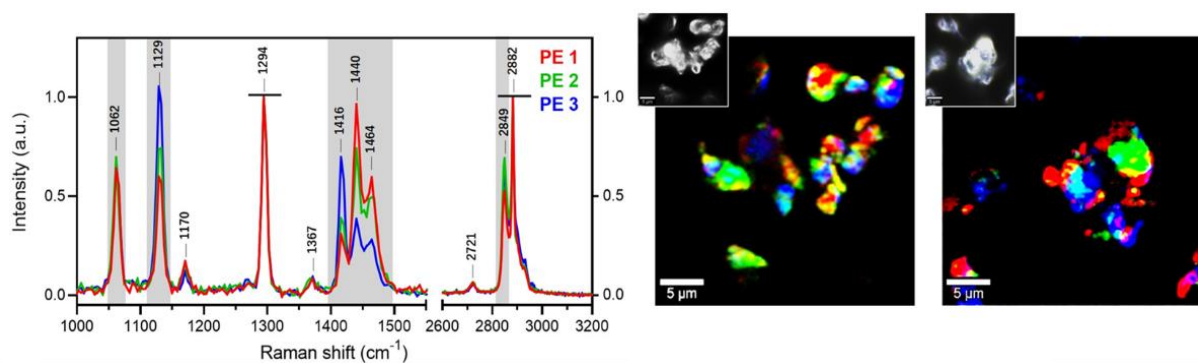 1062
1129
1170
1294
1367
1416
1440
1464
2721
2849
2882
PE 1
PE 2
PE 3
1.0
0.5
0.0
1.0
0.5
0.0
Intensity (a.u.)
1000 1100 1200 1300 1400 1500 2600 2800 3000 3200
Raman shift (cm⁻¹)
5 µm
5 µm